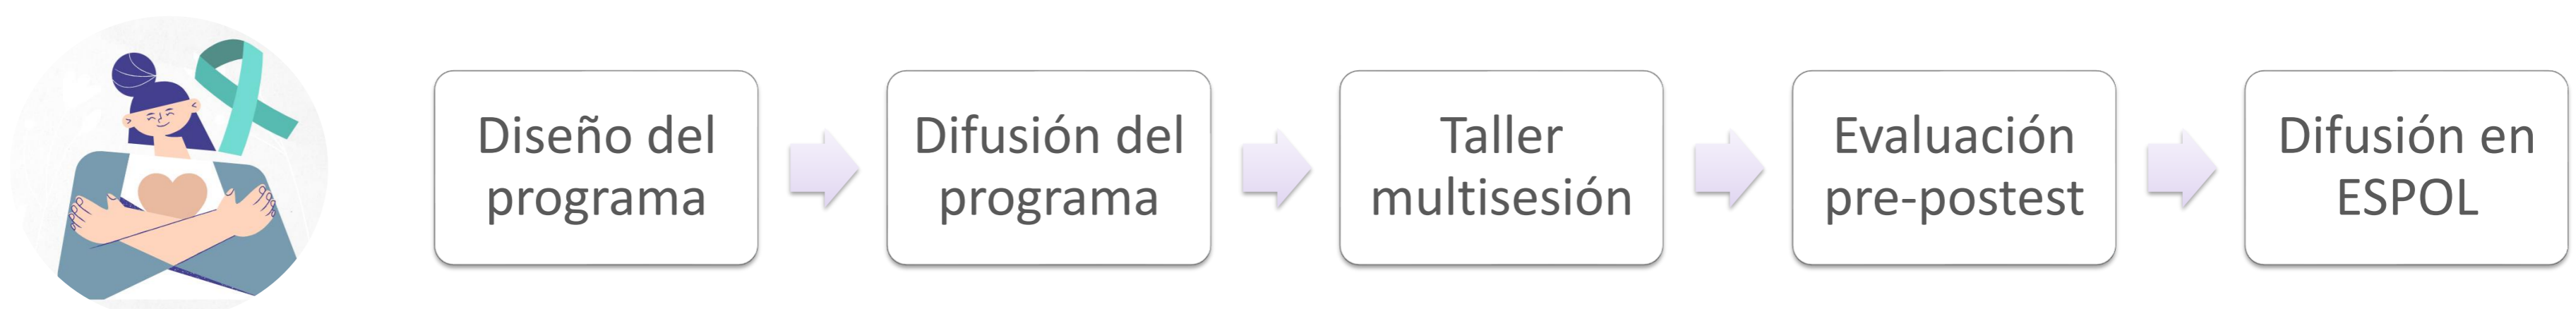 Diseño del
programa
Difusión del
programa
Taller
multisesión
Evaluación
pre-postest
Difusión en
ESPOL